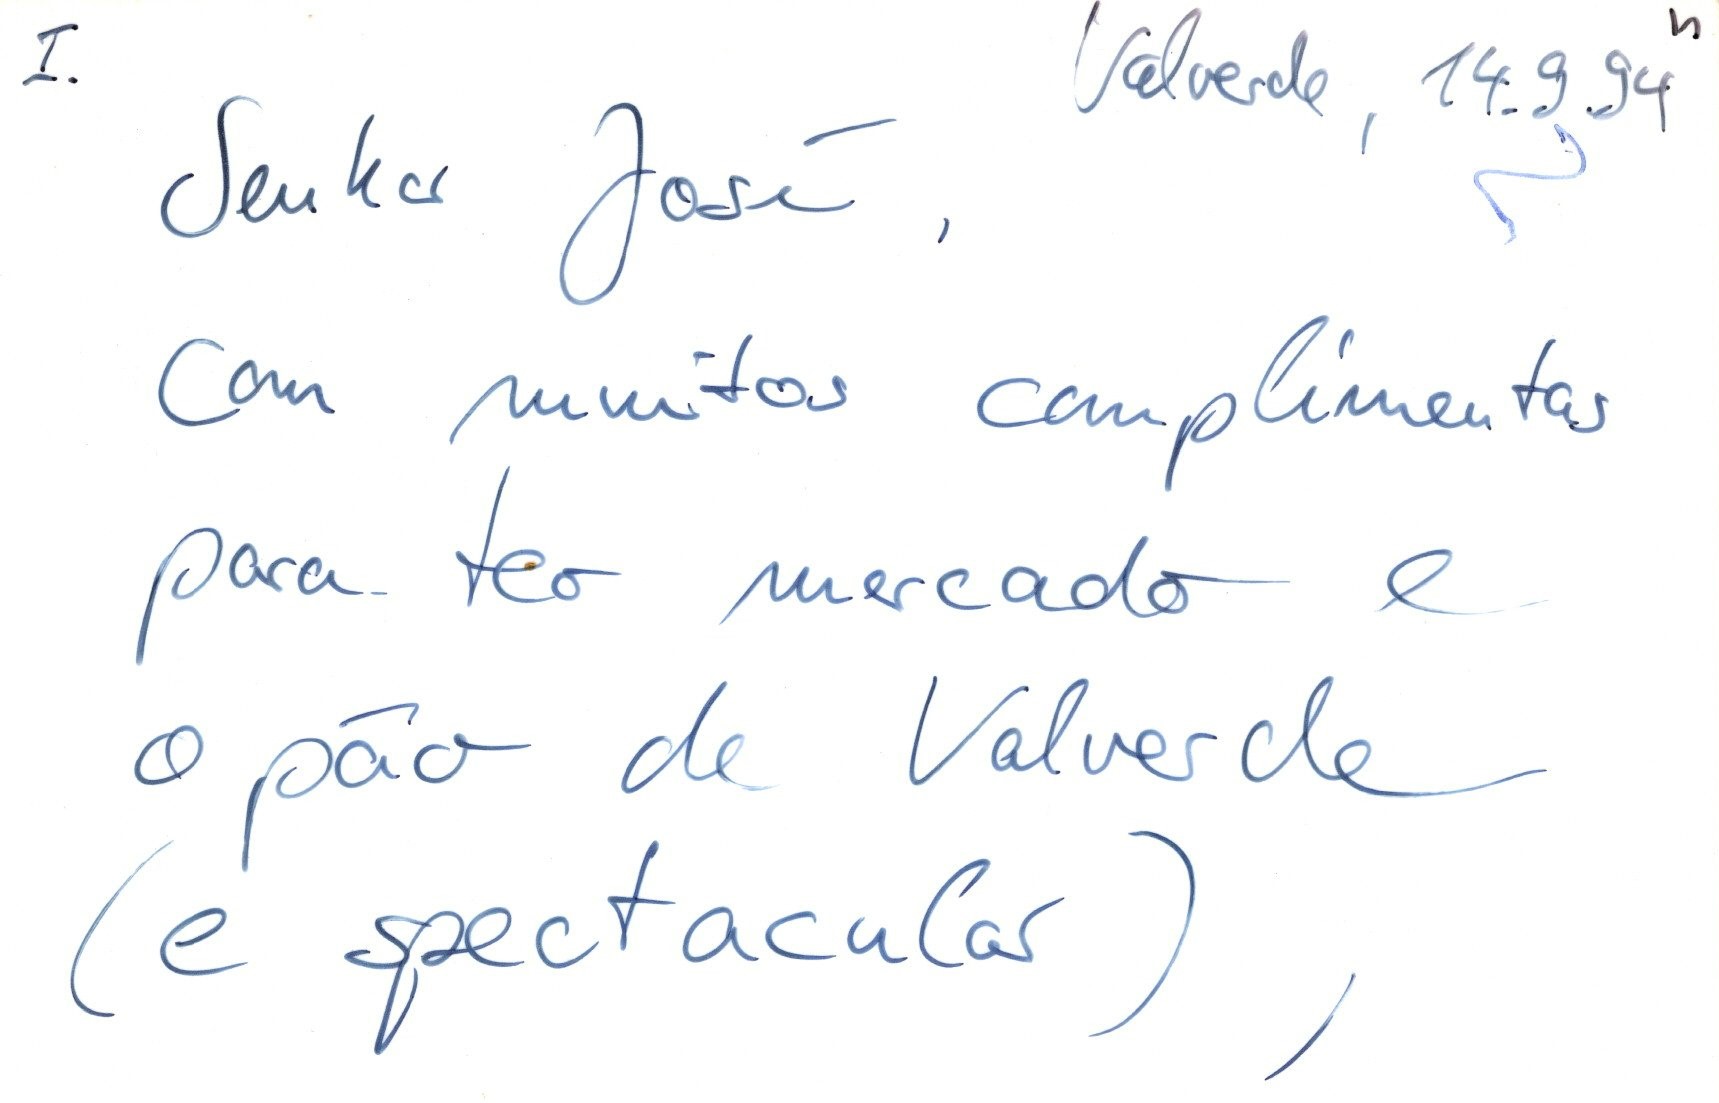 I.
Valverde, 14.9.94
Senhor José,
Com muitos complimentos
para teo mercado e
o pão de Valverde
(e spectacular),